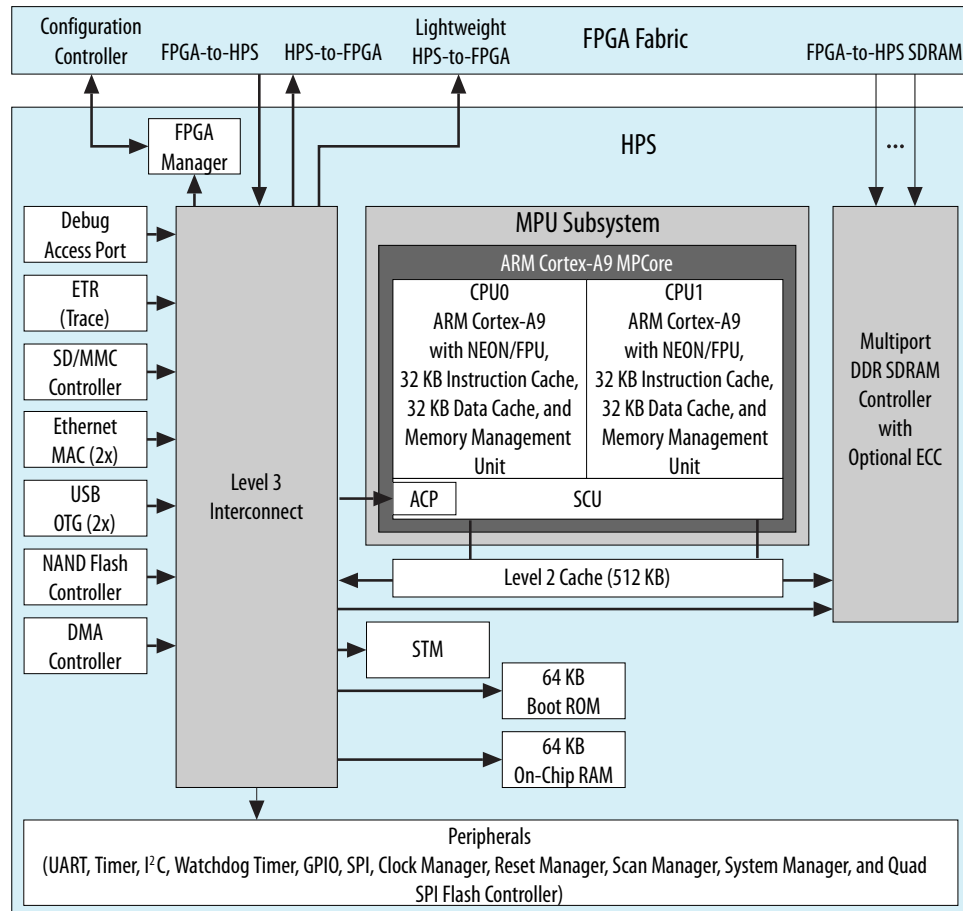 Configuration
Controller
FPGA-to-HPS
HPS-to-FPGA
Lightweight
HPS-to-FPGA
FPGA Fabric
FPGA-to-HPS SDRAM
HPS
...
FPGA
Manager
Debug
Access Port
ETR
(Trace)
SD/MMC
Controller
Ethernet
MAC (2x)
USB
OTG (2x)
NAND Flash
Controller
DMA
Controller
Level 3
Interconnect
MPU Subsystem
ARM Cortex-A9 MPCore
CPU0
ARM Cortex-A9
with NEON/FPU,
32 KB Instruction Cache,
32 KB Data Cache, and
Memory Management
Unit
CPU1
ARM Cortex-A9
with NEON/FPU,
32 KB Instruction Cache,
32 KB Data Cache, and
Memory Management
Unit
ACP
SCU
Level 2 Cache (512 KB)
Multiport
DDR SDRAM
Controller
with
Optional ECC
STM
64 KB
Boot ROM
64 KB
On-Chip RAM
Peripherals
(UART, Timer, I²C, Watchdog Timer, GPIO, SPI, Clock Manager, Reset Manager, Scan Manager, System Manager, and Quad
SPI Flash Controller)